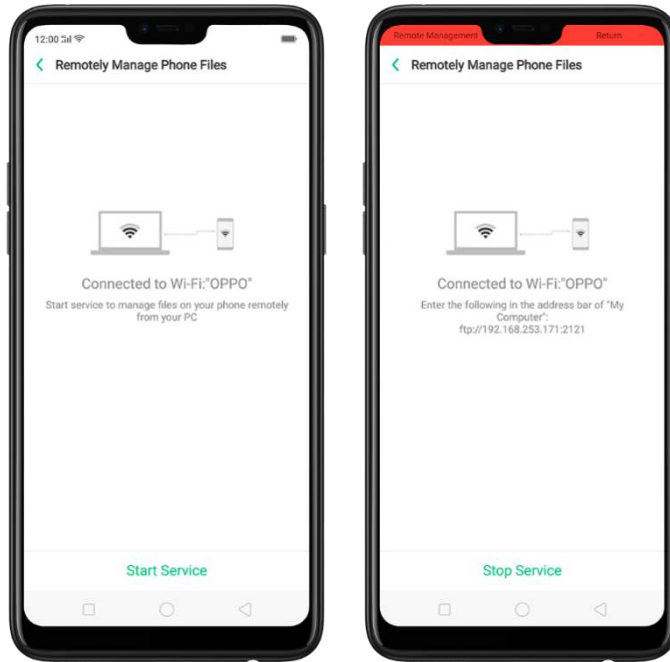 12:00
Remotely Manage Phone Files
Connected to Wi-Fi:"OPPO"
Start service to manage files on your phone remotely
from your PC
Start Service
Remote Management Return
Remotely Manage Phone Files
Connected to Wi-Fi:"OPPO"
Enter the following in the address bar of "My
Computer":
ftp://192.168.253.171:2121
Stop Service